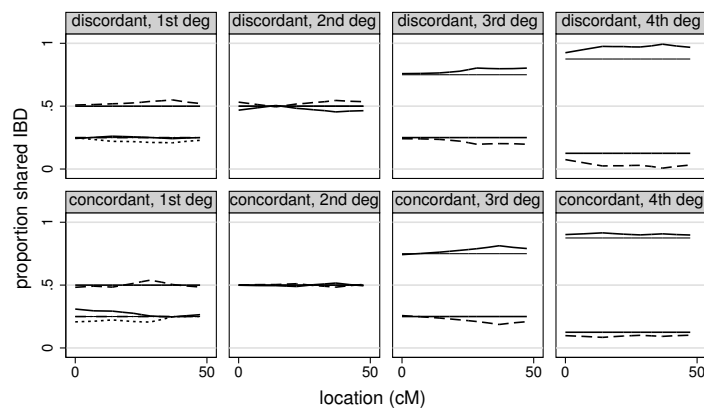 discordant, 1st deg
discordant, 2nd deg
discordant, 3rd deg
discordant, 4th deg
concordant, 1st deg
concordant, 2nd deg
concordant, 3rd deg
concordant, 4th deg
proportion shared IBD
0
.5
1
0
.5
1
0
50
0
50
0
50
0
50
location (cM)